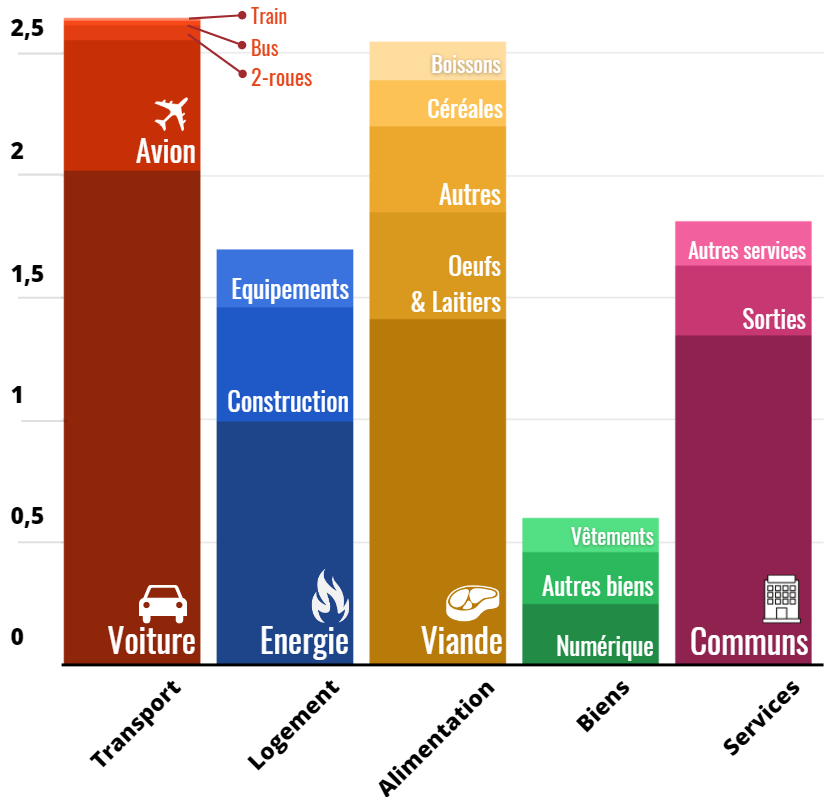 2,5
2
1,5
1
0,5
0
Train
Bus
2-roues
Avion
Voiture
Equipements
Construction
Energie
Boissons
Céréales
Autres
Oeufs
& Laitiers
Viande
Vêtements
Autres biens
Numérique
Autres services
Sorties
Communs
Transport
Logement
Alimentation
Biens
Services